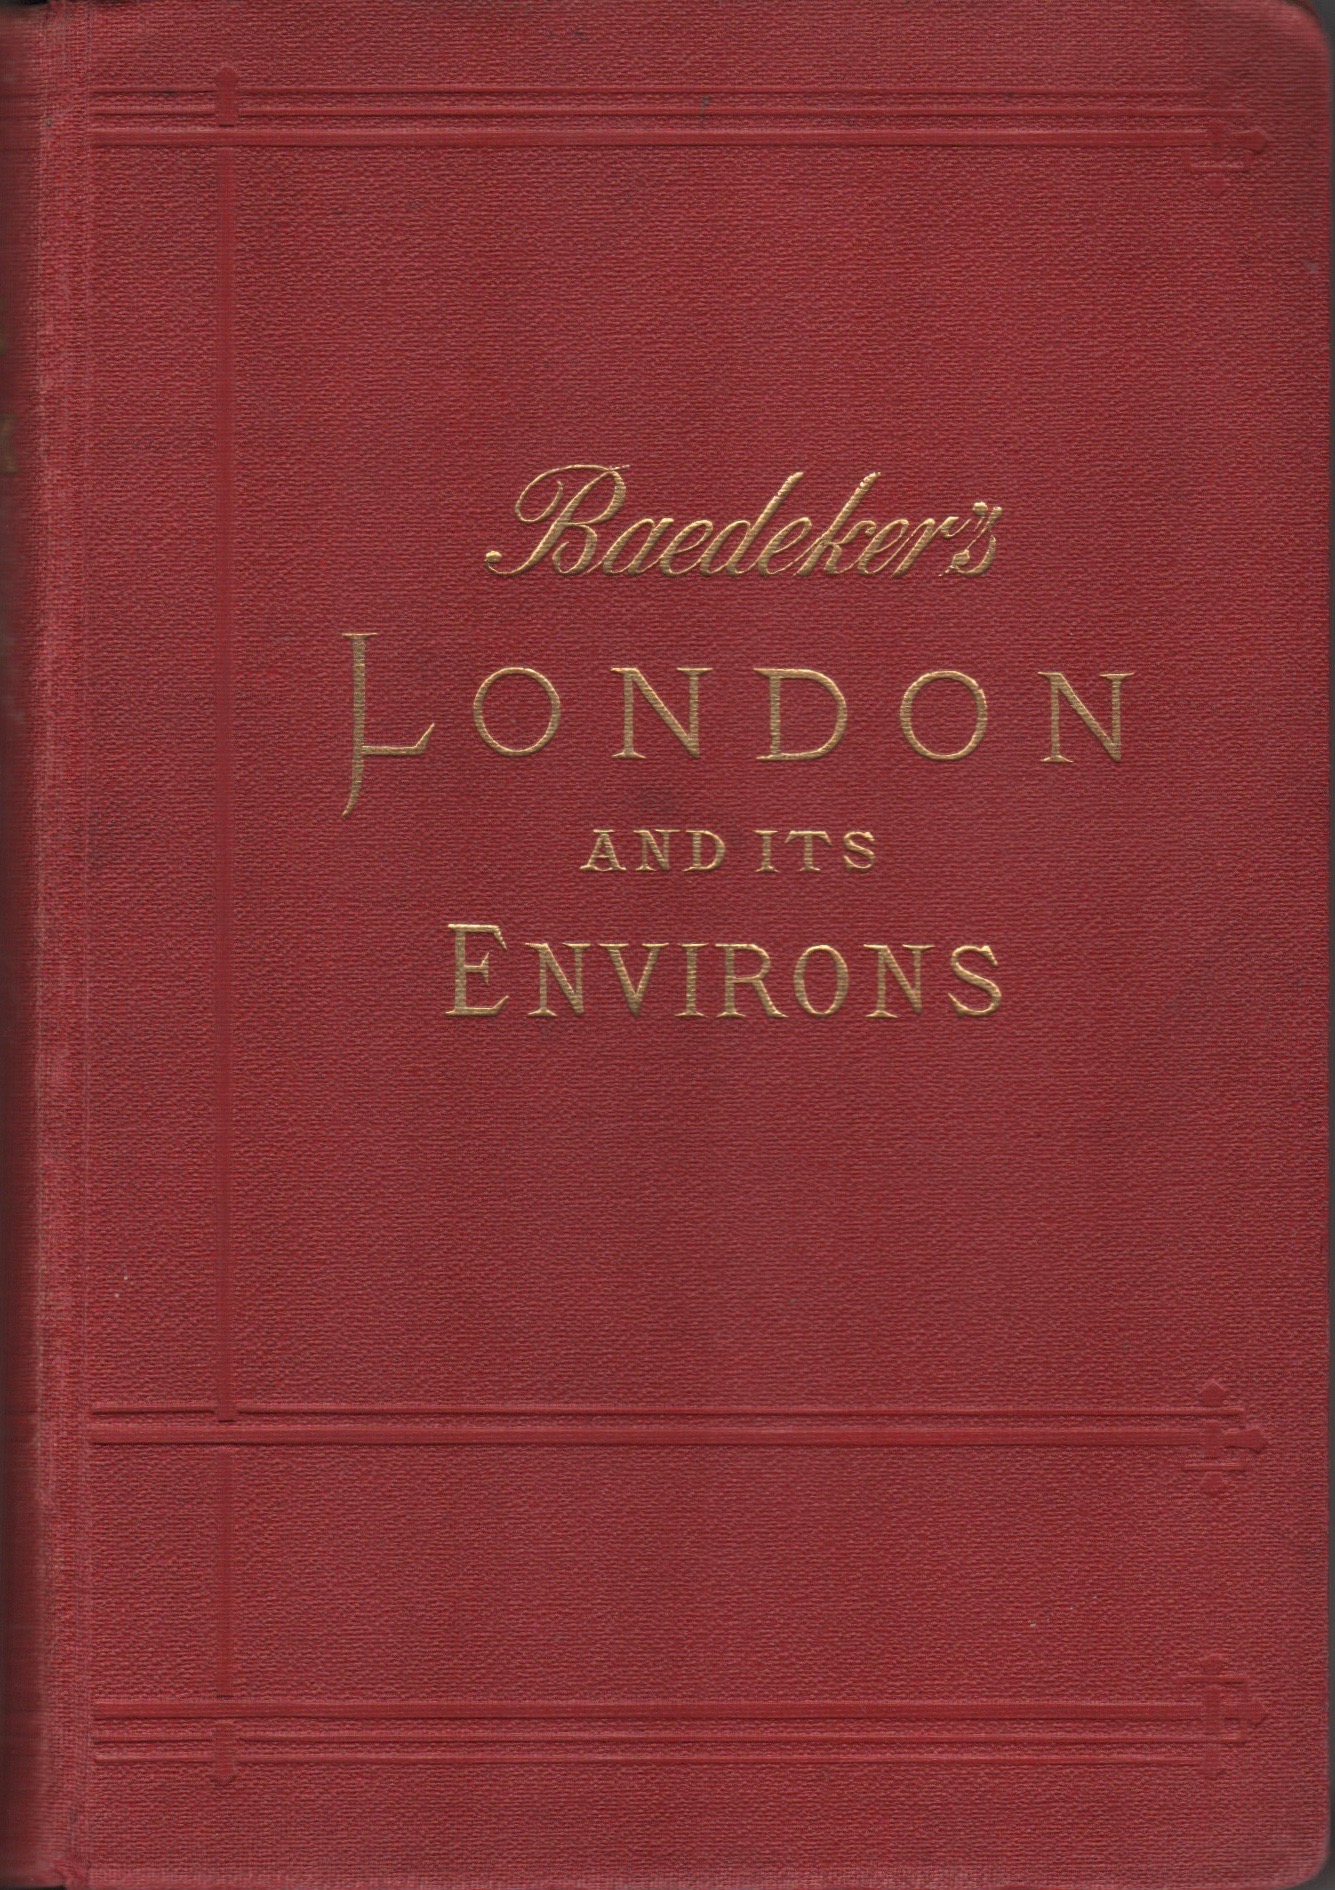 Baedeker's
LONDON
AND ITS
ENVIRONS